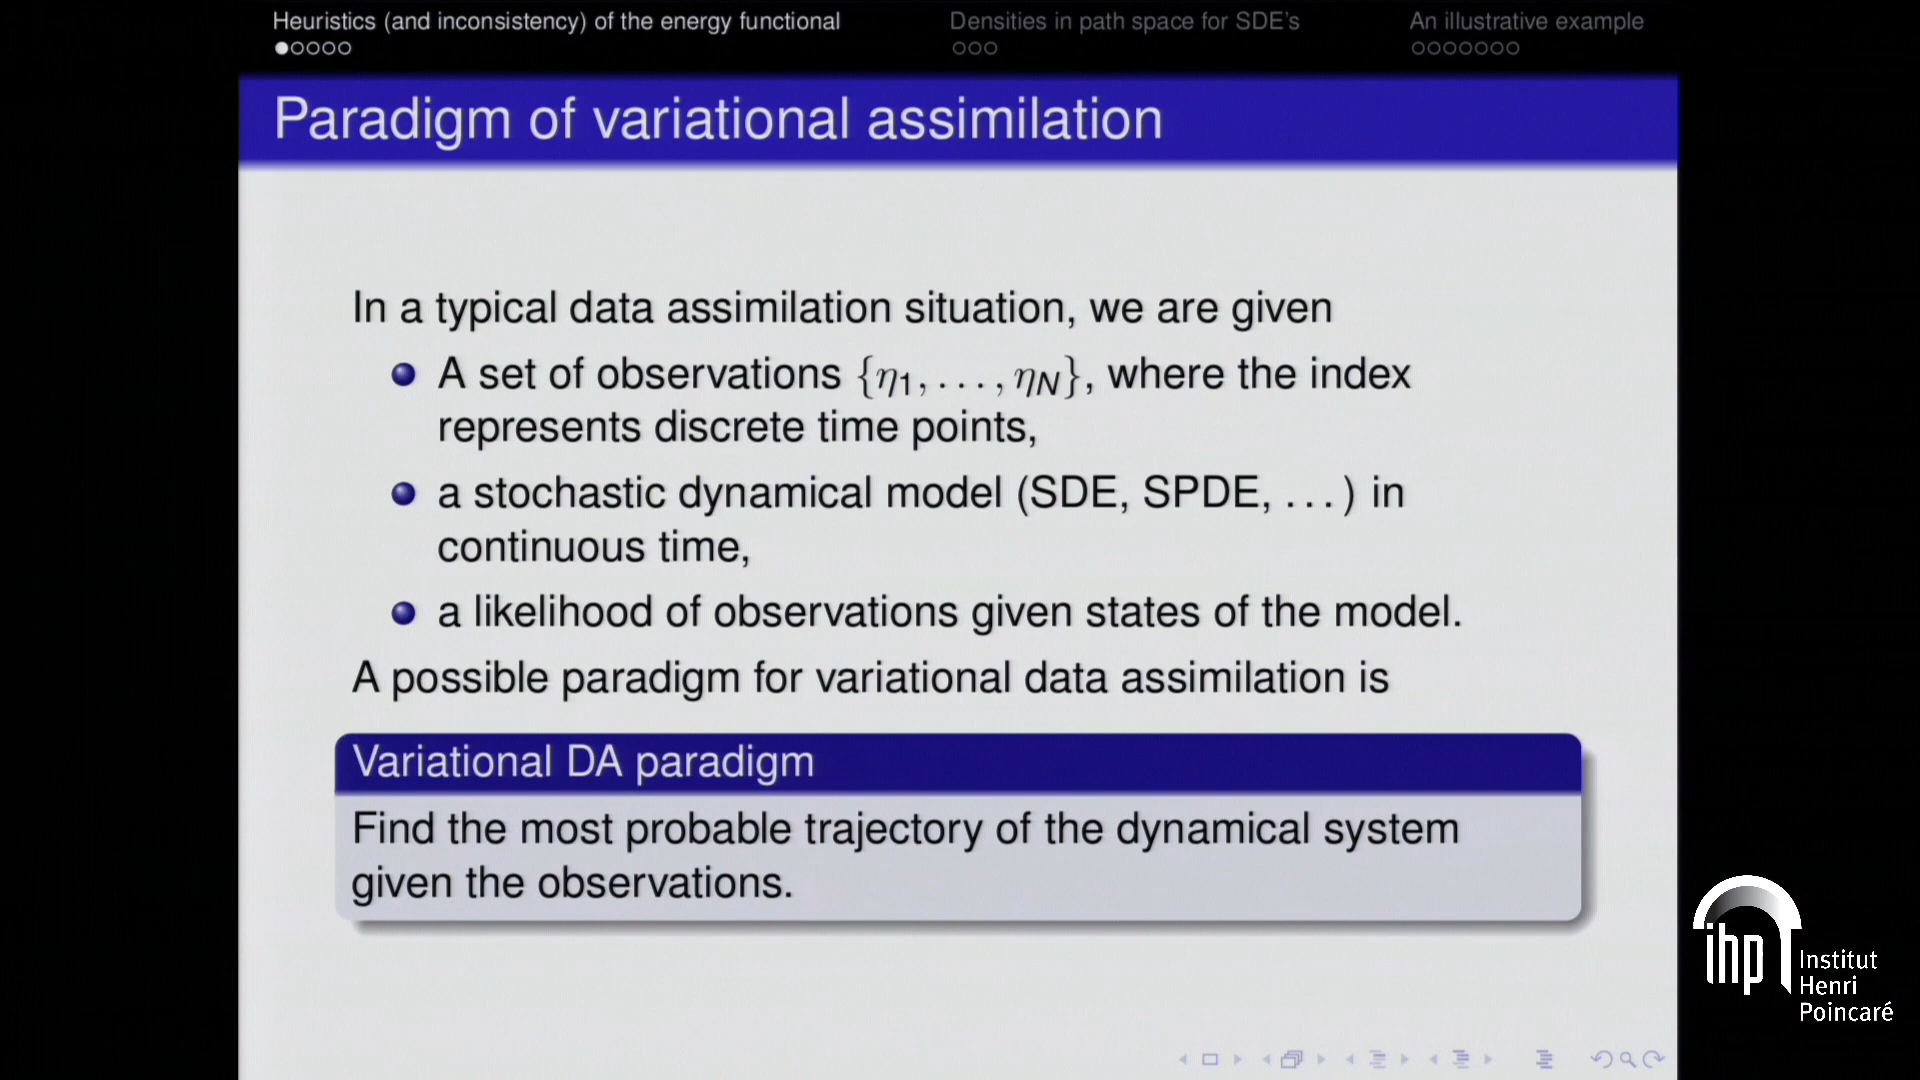 Heuristics (and inconsistency) of the energy functional
Densities in path space for SDE's
An illustrative example
Paradigm of variational assimilation
In a typical data assimilation situation, we are given
A set of observations {η1, . . . , ηN}, where the index
represents discrete time points,
a stochastic dynamical model (SDE, SPDE, . . . ) in
continuous time,
a likelihood of observations given states of the model.
A possible paradigm for variational data assimilation is
Variational DA paradigm
Find the most probable trajectory of the dynamical system
given the observations.
ihp
Institut
Henri
Poincaré